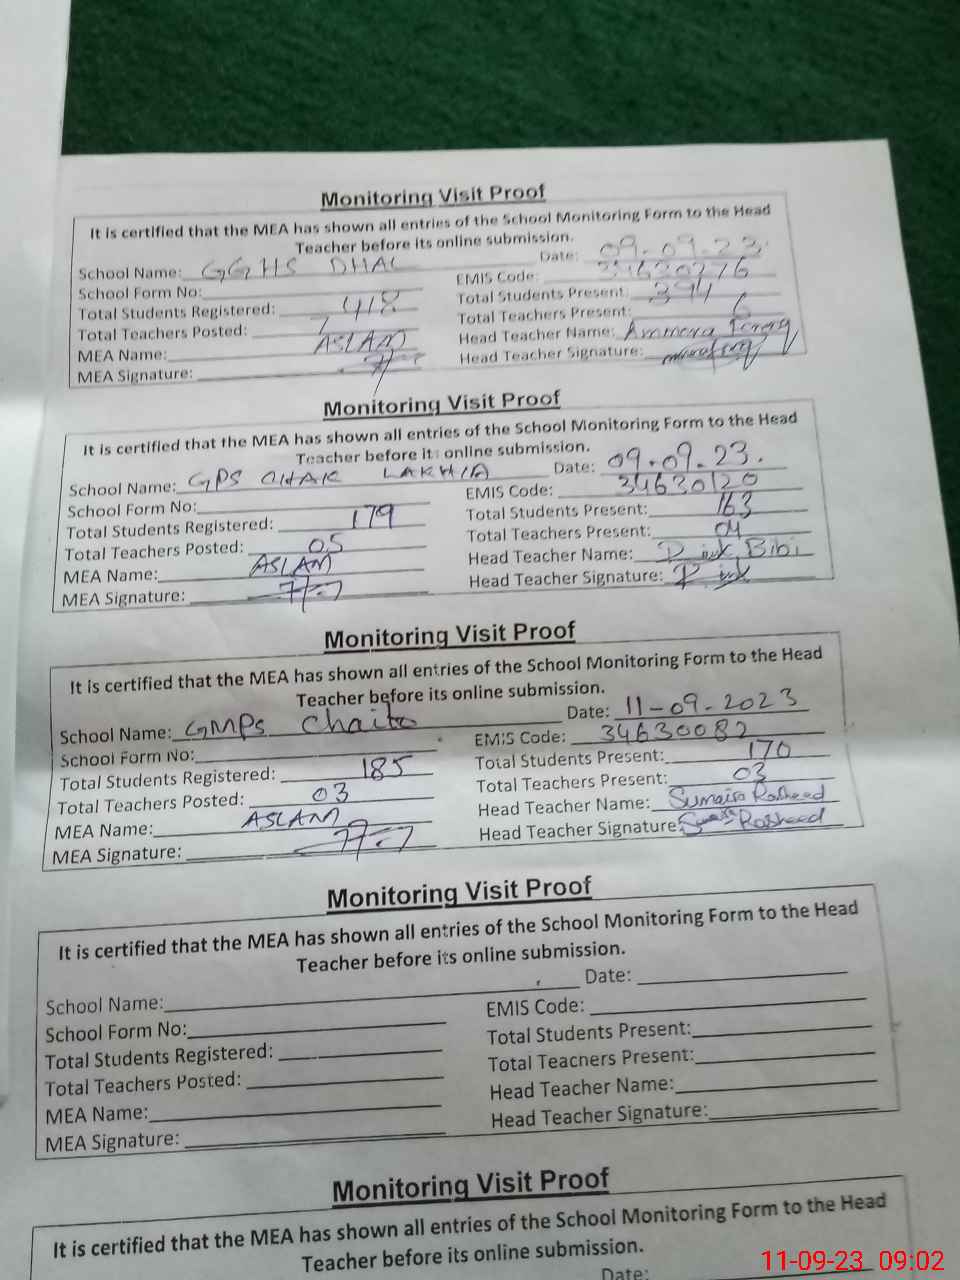 Monitoring Visit Proof
It is certified that the MEA has shown all entries of the School Monitoring Form to the Head
Teacher before its online submission.
School Name: GGHS DHAL Date: 09-09-23
School Form No: EMIS Code: 34630276
Total Students Registered: 418 Total Students Present: 394
Total Teachers Posted: 7 Total Teachers Present: 6
MEA Name: ASLAM Head Teacher Name:
MEA Signature: Head Teacher Signature:
Monitoring Visit Proof
It is certified that the MEA has shown all entries of the School Monitoring Form to the Head
Teacher before its online submission.
School Name: GPS CHAK LAKHIA Date: 09.09.23.
School Form No: EMIS Code: 34630120
Total Students Registered: 179 Total Students Present: 163
Total Teachers Posted: 05 Total Teachers Present: 04
MEA Name: ASLAM Head Teacher Name: Bibi
MEA Signature: Head Teacher Signature:
Monitoring Visit Proof
It is certified that the MEA has shown all entries of the School Monitoring Form to the Head
Teacher before its online submission.
School Name: GMPS Chaito Date: 11-09-2023
School Form No: EMIS Code: 34630082
Total Students Registered: 185 Total Students Present: 170
Total Teachers Posted: 03 Total Teachers Present: 03
MEA Name: ASLAM Head Teacher Name: Sumaira Rasheed
MEA Signature: Head Teacher Signature: Sumaira Rasheed
Monitoring Visit Proof
It is certified that the MEA has shown all entries of the School Monitoring Form to the Head
Teacher before its online submission.
School Name: Date:
School Form No: EMIS Code:
Total Students Registered: Total Students Present:
Total Teachers Posted: Total Teachers Present:
MEA Name: Head Teacher Name:
MEA Signature: Head Teacher Signature:
Monitoring Visit Proof
It is certified that the MEA has shown all entries of the School Monitoring Form to the Head
Teacher before its online submission.
Date:
11-09-23 09:02